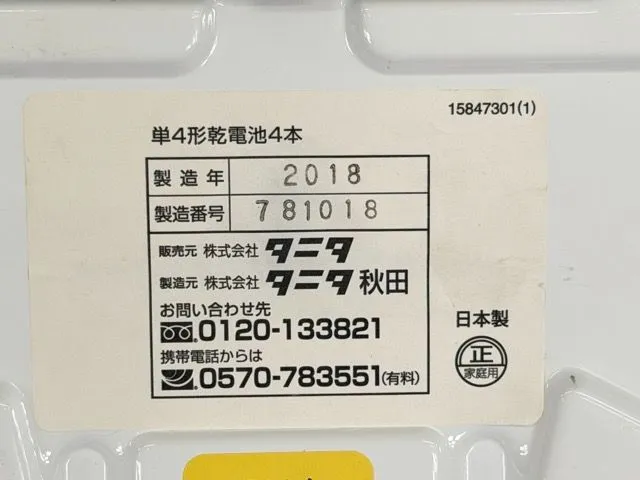 15847301(1)
単4形乾電池4本
製造年 2018
製造番号 781018
販売元 株式会社 タニタ
製造元 株式会社 タニタ 秋田
お問い合わせ先
0120-133821
携帯電話からは
0570-783551(有料)
日本製
正
家庭用